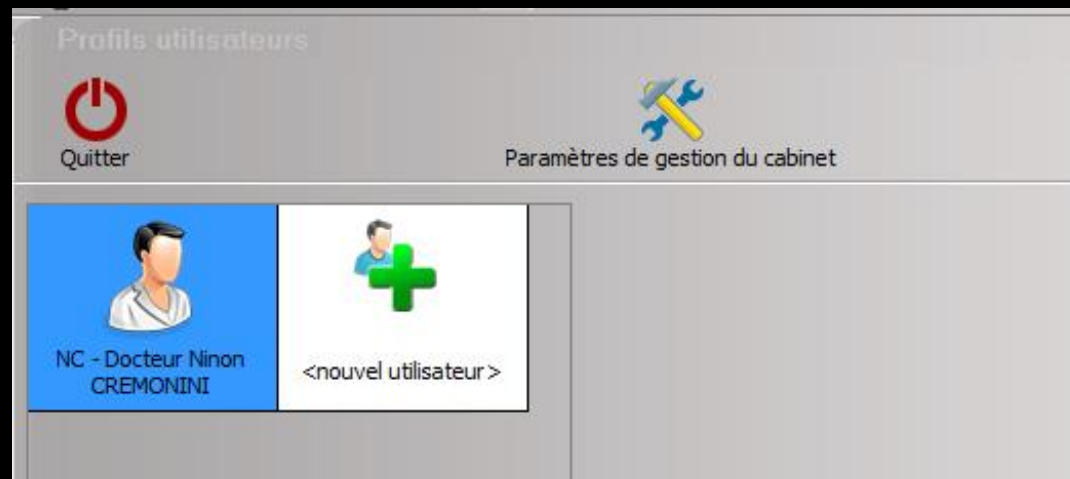 Profils utilisateurs
Quitter
Paramètres de gestion du cabinet
NC - Docteur Ninon
CREMONINI
<nouvel utilisateur>